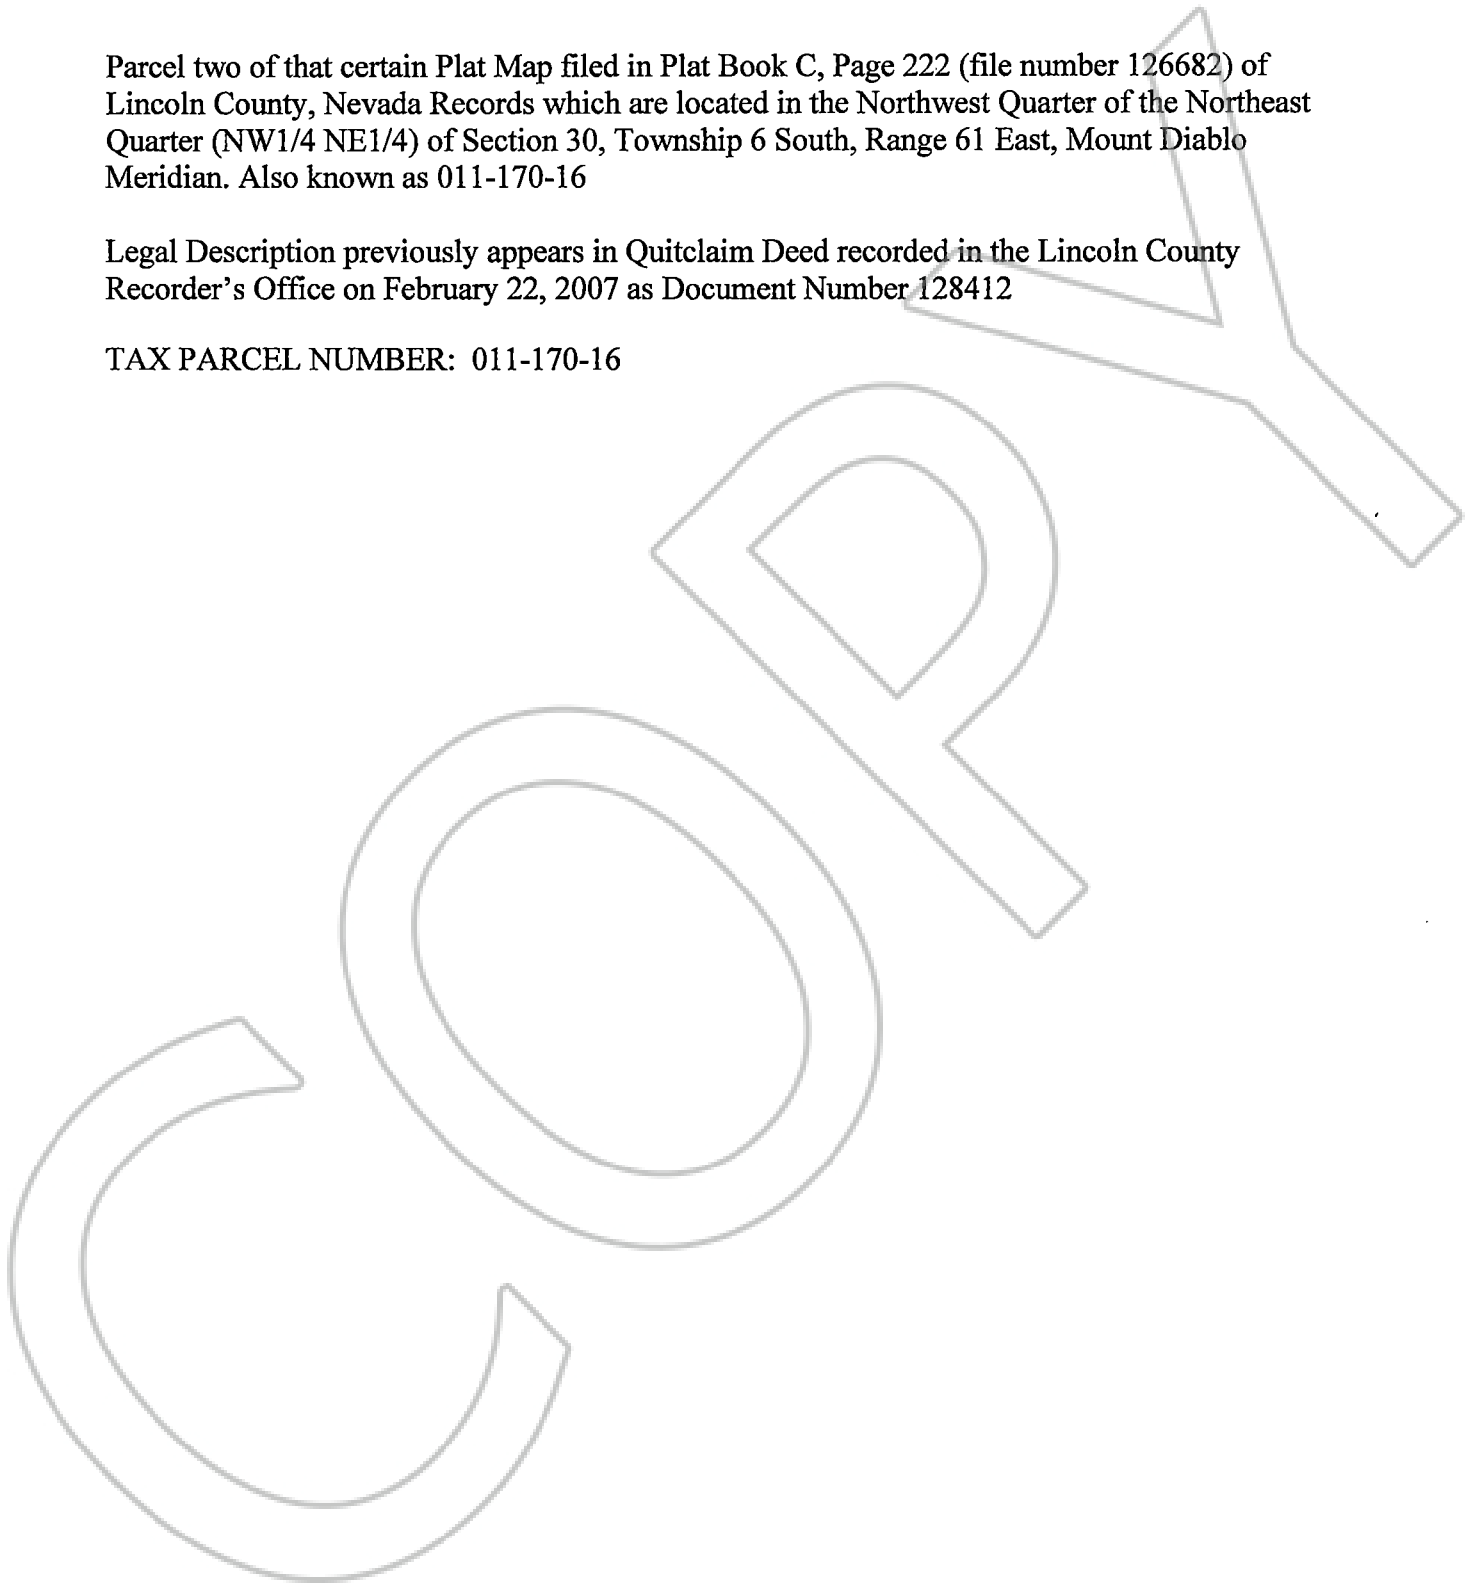 Parcel two of that certain Plat Map filed in Plat Book C, Page 222 (file number 126682) of
Lincoln County, Nevada Records which are located in the Northwest Quarter of the Northeast
Quarter (NW1/4 NE1/4) of Section 30, Township 6 South, Range 61 East, Mount Diablo
Meridian. Also known as 011-170-16
Legal Description previously appears in Quitclaim Deed recorded in the Lincoln County
Recorder's Office on February 22, 2007 as Document Number 128412
TAX PARCEL NUMBER: 011-170-16
COPY